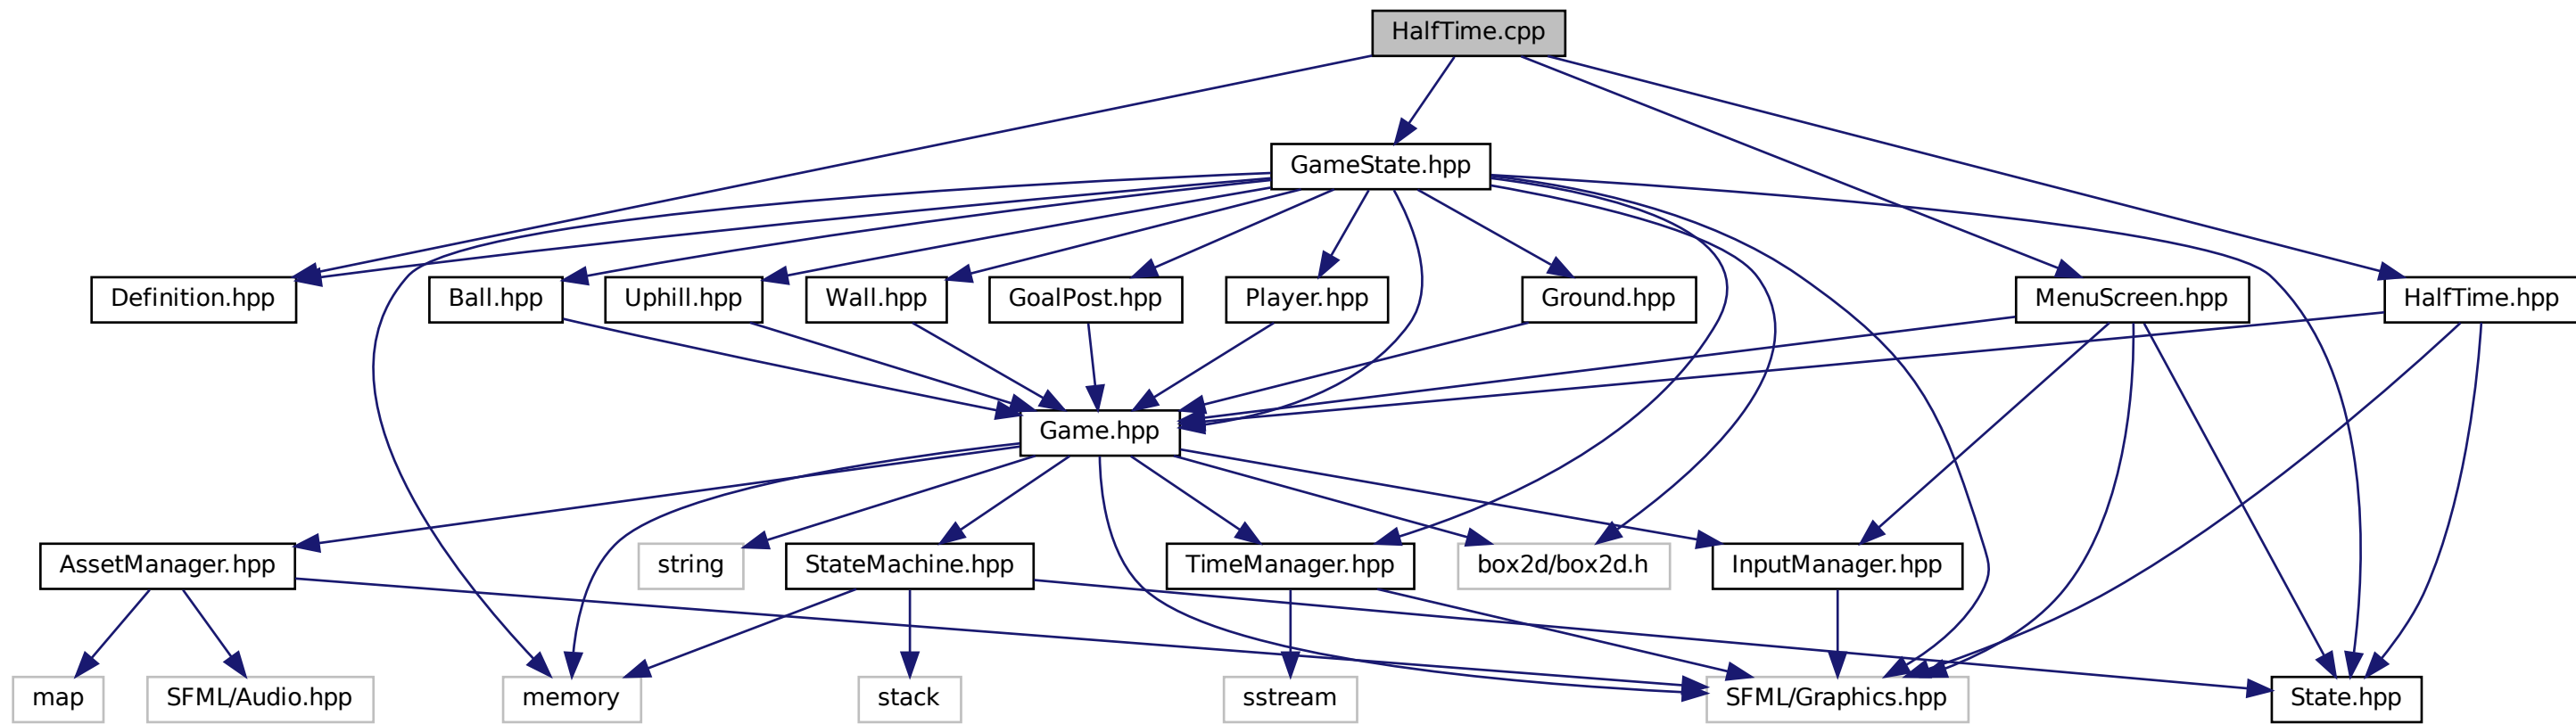 HalfTime.cpp
GameState.hpp
Definition.hpp
Ball.hpp
Uphill.hpp
Wall.hpp
GoalPost.hpp
Player.hpp
Ground.hpp
MenuScreen.hpp
HalfTime.hpp
Game.hpp
AssetManager.hpp
string
StateMachine.hpp
TimeManager.hpp
box2d/box2d.h
InputManager.hpp
map
SFML/Audio.hpp
memory
stack
sstream
SFML/Graphics.hpp
State.hpp